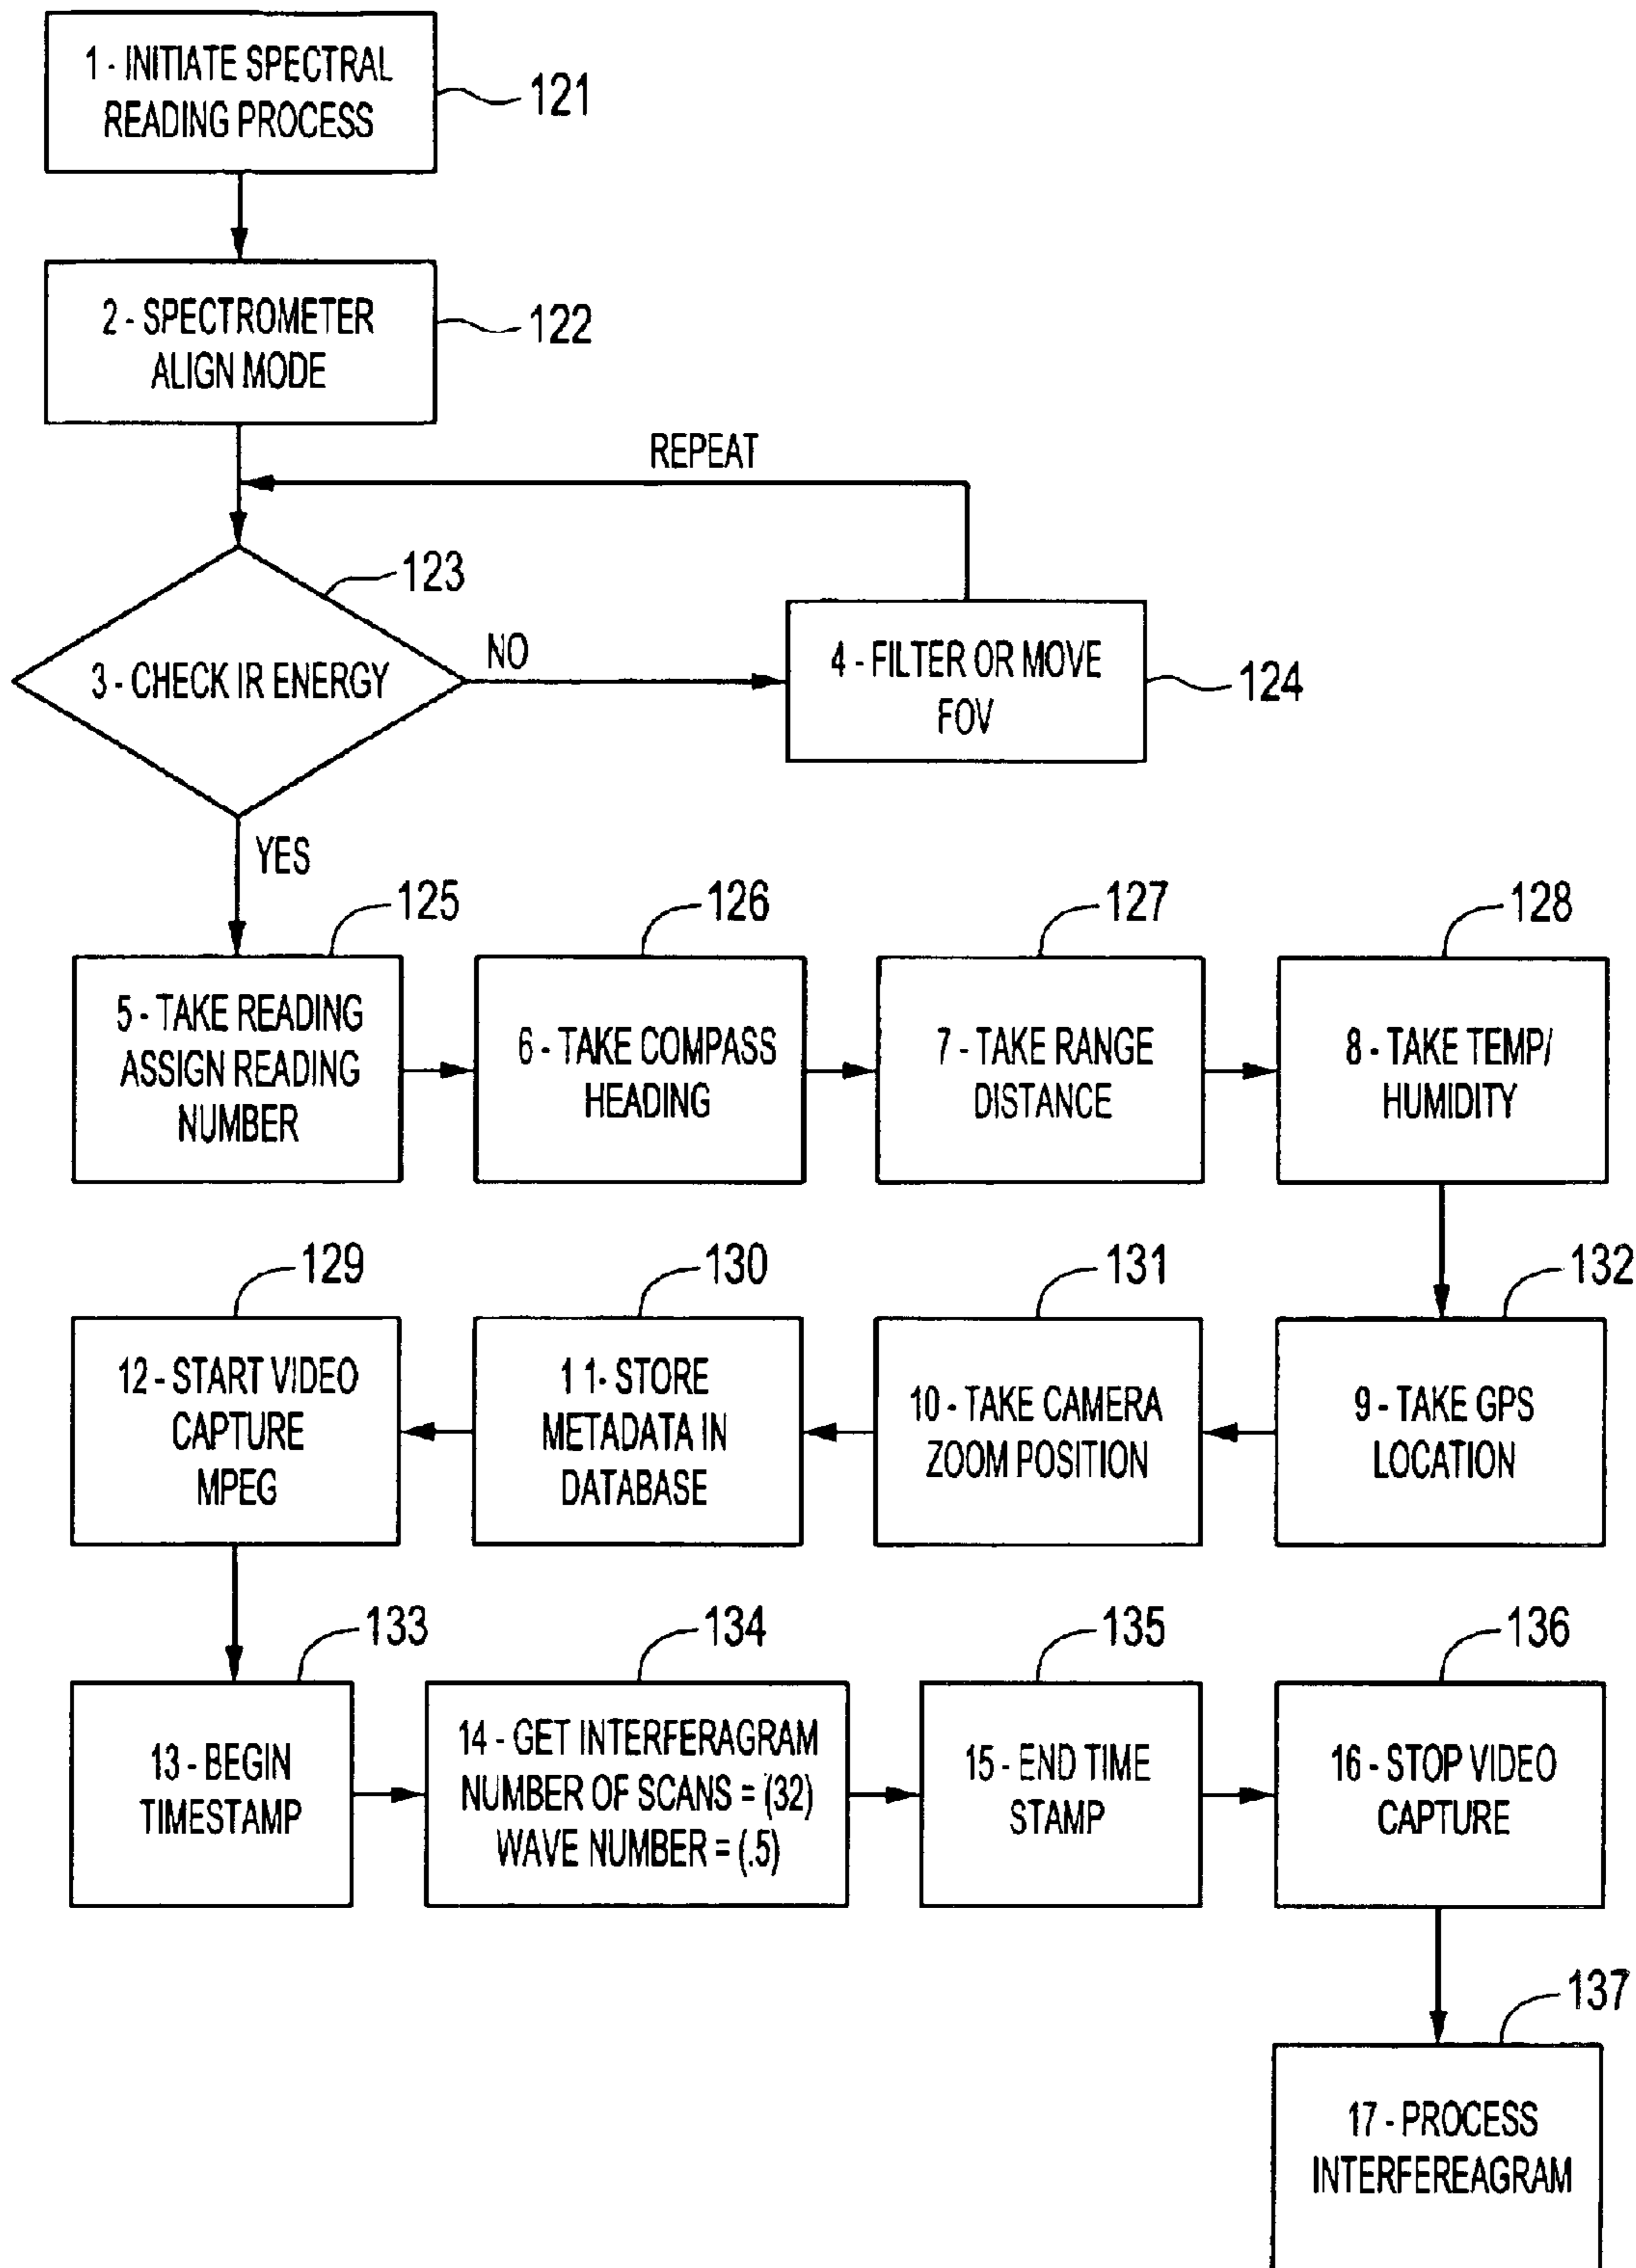 1 - INITIATE SPECTRAL
READING PROCESS
121
2 - SPECTROMETER
ALIGN MODE
122
REPEAT
123
3 - CHECK IR ENERGY
NO
4 - FILTER OR MOVE
FOV
124
YES
125
5 - TAKE READING
ASSIGN READING
NUMBER
126
6 - TAKE COMPASS
HEADING
127
7 - TAKE RANGE
DISTANCE
128
8 - TAKE TEMP/
HUMIDITY
129
12 - START VIDEO
CAPTURE
MPEG
130
11- STORE
METADATA IN
DATABASE
131
10 - TAKE CAMERA
ZOOM POSITION
132
9 - TAKE GPS
LOCATION
133
13 - BEGIN
TIMESTAMP
134
14 - GET INTERFERAGRAM
NUMBER OF SCANS = (32)
WAVE NUMBER = (.5)
135
15 - END TIME
STAMP
136
16 - STOP VIDEO
CAPTURE
137
17 - PROCESS
INTERFEREAGRAM